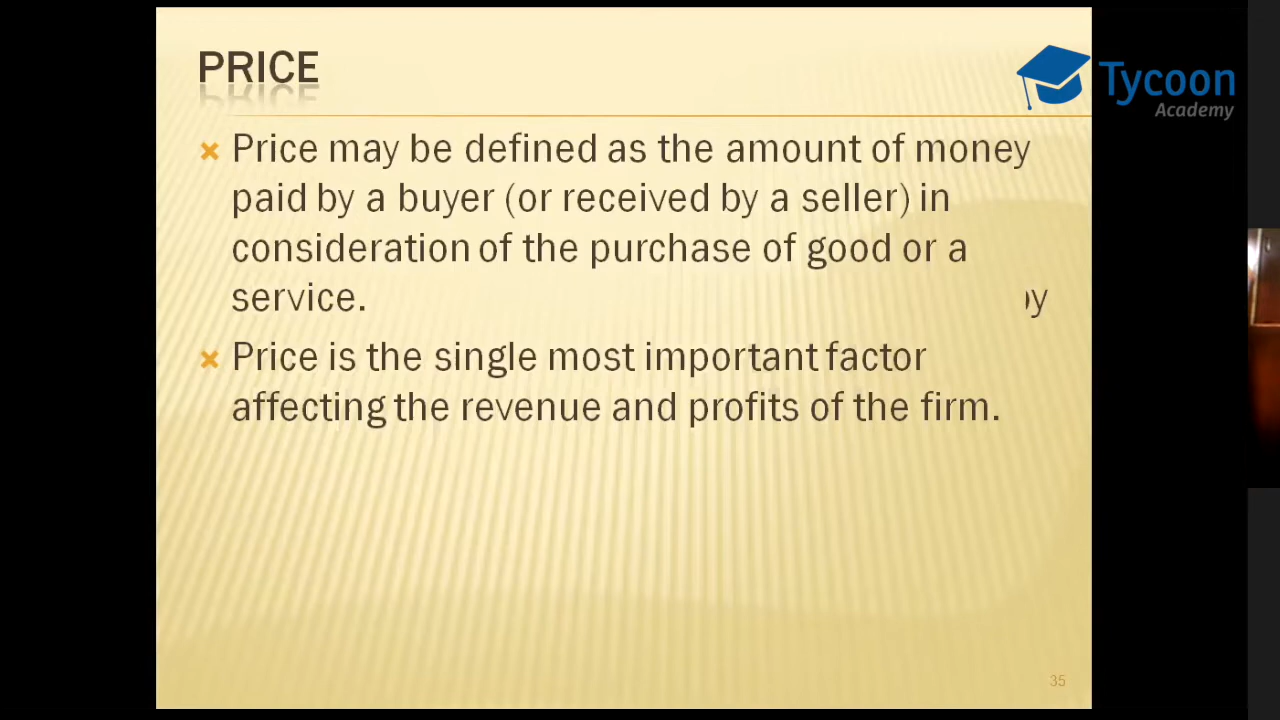 PRICE
Tycoon
Academy
Price may be defined as the amount of money
paid by a buyer (or received by a seller) in
consideration of the purchase of good or a
service.
Price is the single most important factor
affecting the revenue and profits of the firm.
35